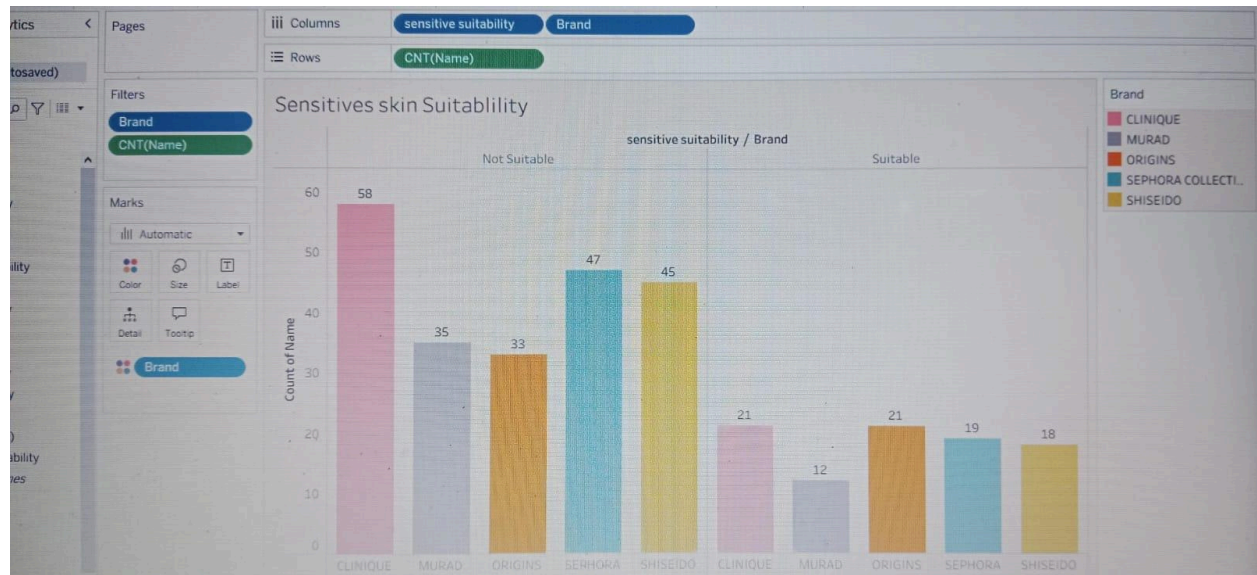 tics
Pages
Columns
sensitive suitability
Brand
Rows
CNT(Name)
tosaved)
Filters
Brand
CNT(Name)
Marks
Automatic
Color
Size
Label
Detail
Tooltip
Brand
ility
ability
Sensitives skin Suitablility
sensitive suitability / Brand
Not Suitable
Suitable
Count of Name
60
50
40
30
20
10
0
58
35
33
47
45
21
12
21
19
18
CLINIQUE
MURAD
ORIGINS
SEPHORA
SHISEIDO
CLINIQUE
MURAD
ORIGINS
SEPHORA
SHISEIDO
Brand
CLINIQUE
MURAD
ORIGINS
SEPHORA COLLECTI..
SHISEIDO